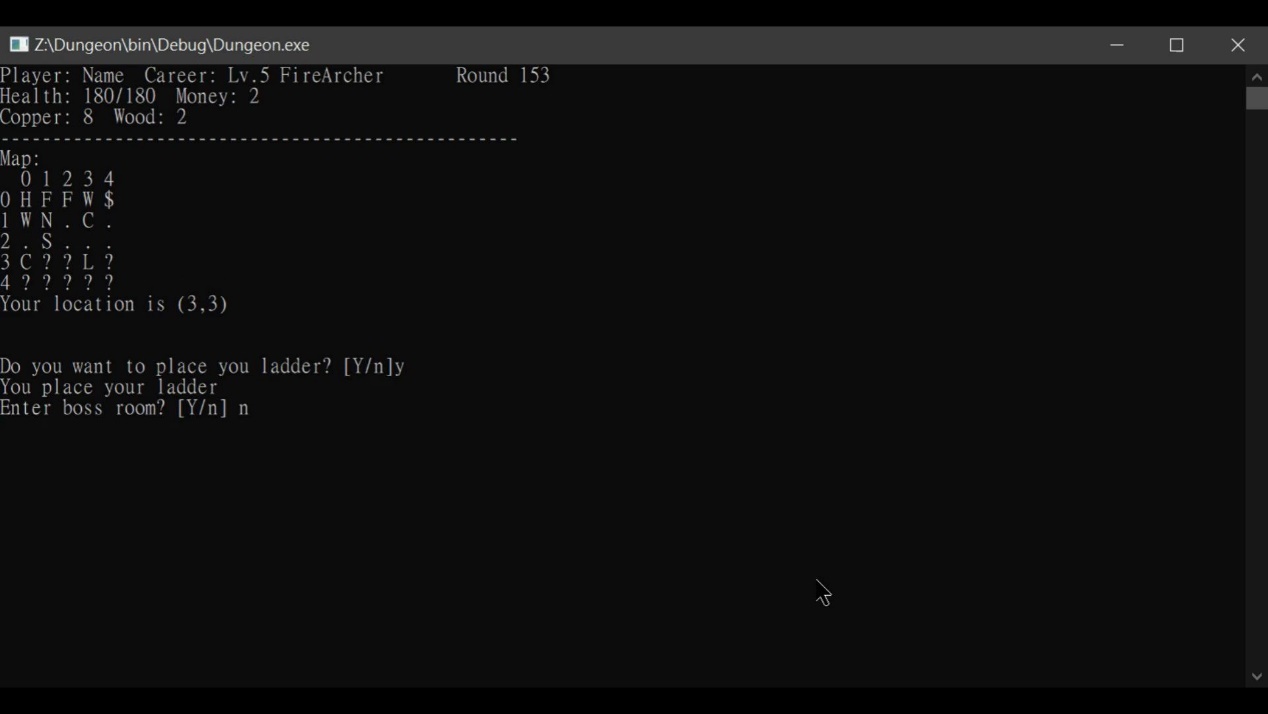 Z:\Dungeon\bin\Debug\Dungeon.exe
Player: Name  Career: Lv.5 FireArcher       Round 153
Health: 180/180  Money: 2
Copper: 8  Wood: 2
--------------------------------------------------
Map:
  0 1 2 3 4
0 H F F W $
1 W N . C .
2 . S . . .
3 C ? ? L ?
4 ? ? ? ? ?
Your location is (3,3)
Do you want to place you ladder? [Y/n]y
You place your ladder
Enter boss room? [Y/n] n